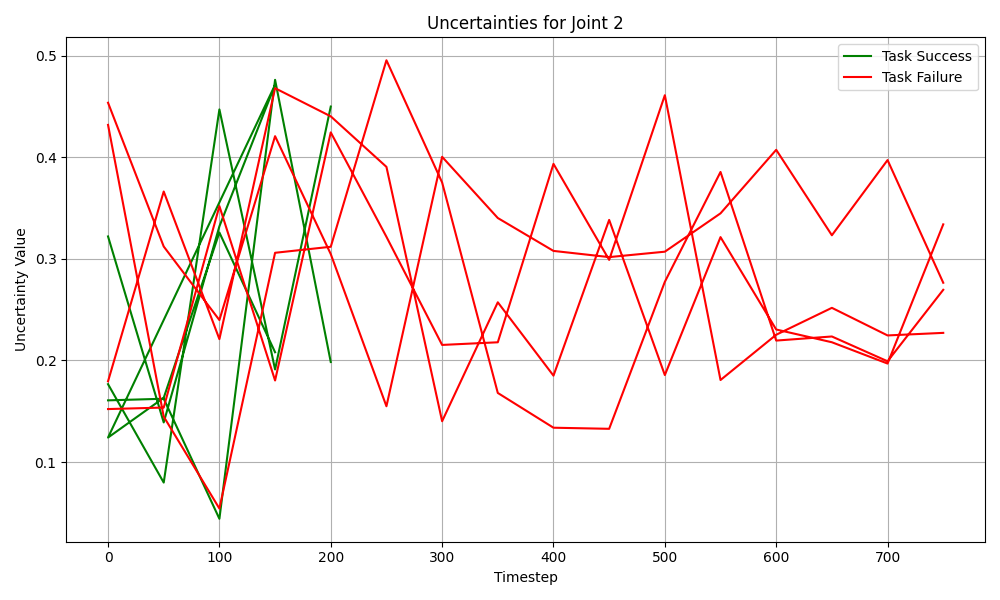 Uncertainties for Joint 2
Task Success
Task Failure
Uncertainty Value
0.5
0.4
0.3
0.2
0.1
0 100 200 300 400 500 600 700
Timestep